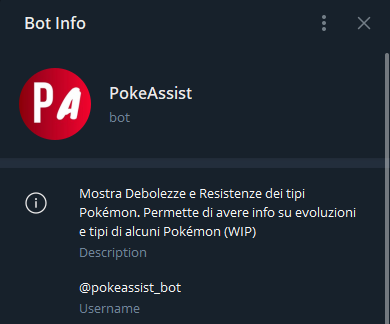 Bot Info
PA
PokeAssist
bot
Mostra Debolezze e Resistenze dei tipi
Pokémon. Permette di avere info su evoluzioni
e tipi di alcuni Pokémon (WIP)
Description
@pokeassist_bot
Username